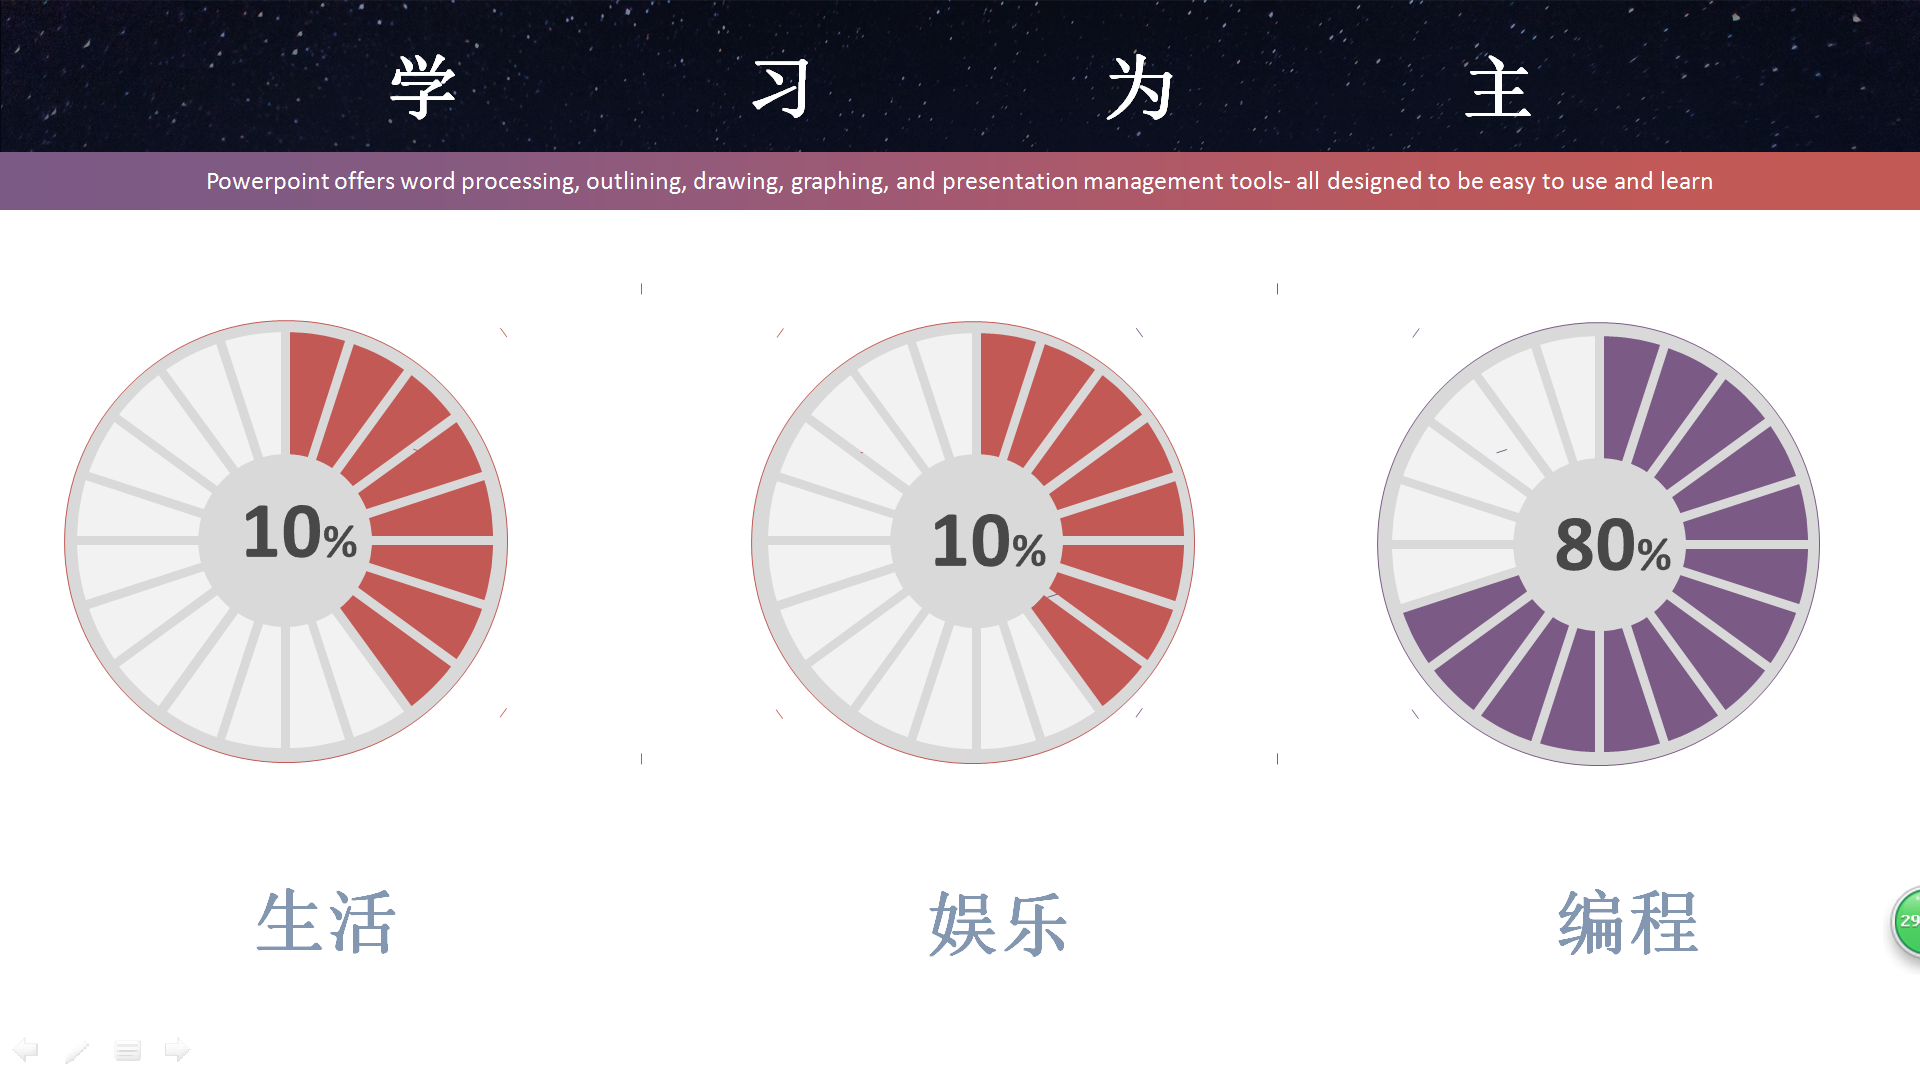 学 习 为 主
Powerpoint offers word processing, outlining, drawing, graphing, and presentation management tools- all designed to be easy to use and learn
10%
10%
80%
生活
娱乐
编程
29